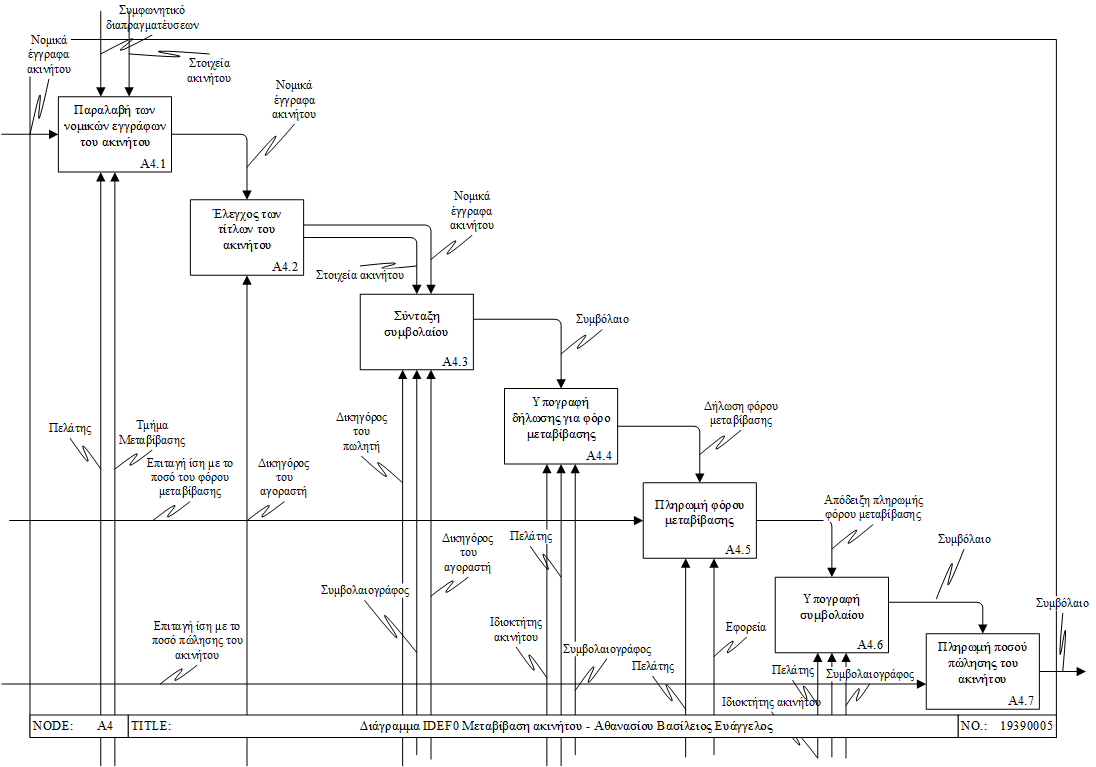 Συμφωνητικό
διαπραγματέυσεων
Νομικά
έγγραφα
ακινήτου
Στοιχεία
ακινήτου
Παραλαβή των
νομικών εγγράφων
του ακινήτου
A4.1
Νομικά
έγγραφα
ακινήτου
Έλεγχος των
τίτλων του
ακινήτου
A4.2
Νομικά
έγγραφα
ακινήτου
Στοιχεία ακινήτου
Σύνταξη
συμβολαίου
A4.3
Συμβόλαιο
Υπογραφή
δήλωσης για φόρο
μεταβίβασης
A4.4
Δήλωση φόρου
μεταβίβασης
Πελάτης
Τμήμα
Μεταβίβασης
Δικηγόρος
του
πωλητή
Επιταγή ίση με το
ποσό του φόρου
μεταβίβασης
Δικηγόρος
του
αγοραστή
Πληρωμή φόρου
μεταβίβασης
A4.5
Απόδειξη πληρωμής
φόρου μεταβίβασης
Δικηγόρος
του
αγοραστή
Πελάτης
Συμβόλαιο
Συμβολαιογράφος
Υπογραφή
συμβολαίου
A4.6
Συμβόλαιο
Επιταγή ίση με το
ποσό πώλησης του
ακινήτου
Ιδιοκτήτης
ακινήτου
Συμβολαιογράφος
Εφορεία
Πελάτης
Πελάτης
Συμβολαιογράφος
Πληρωμή ποσού
πώλησης του
ακινήτου
A4.7
Ιδιοκτήτης ακινήτου
NODE: A4 TITLE: Διάγραμμα IDEF0 Μεταβίβαση ακινήτου - Αθανασίου Βασίλειος Ευάγγελος NO.: 19390005